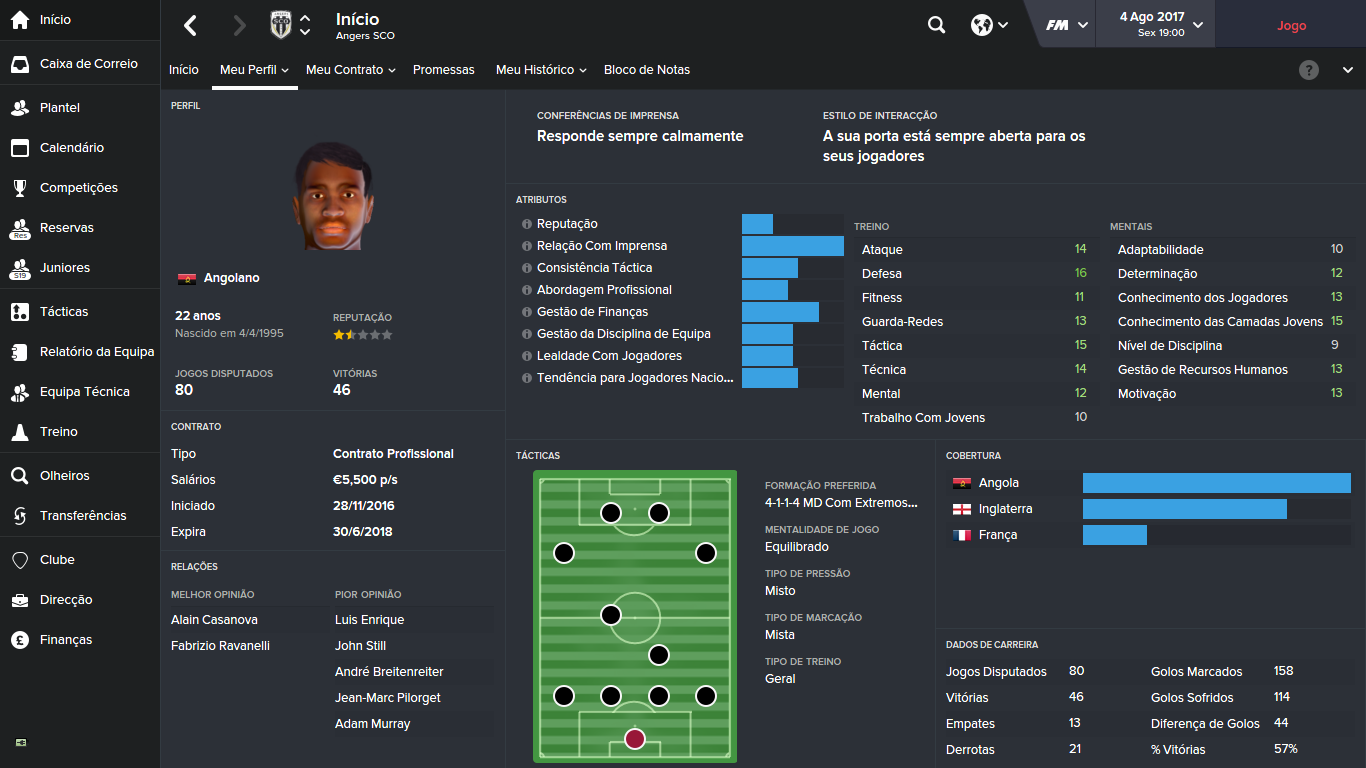 Início
Caixa de Correio
Plantel
Calendário
Competições
Res
Reservas
S19
Juniores
Tácticas
Relatório da Equipa
Equipa Técnica
Treino
Olheiros
Transferências
Clube
Direcção
£
Finanças
SCO
Início
Angers SCO
FM
4 Ago 2017
Sex 19:00
Jogo
Início
Meu Perfil
Meu Contrato
Promessas
Meu Histórico
Bloco de Notas
?
PERFIL
Angolano
22 anos
Nascido em 4/4/1995
REPUTAÇÃO
JOGOS DISPUTADOS
80
VITÓRIAS
46
CONTRATO
Tipo Contrato Profissional
Salários €5,500 p/s
Iniciado 28/11/2016
Expira 30/6/2018
RELAÇÕES
MELHOR OPINIÃO
Alain Casanova
Fabrizio Ravanelli
PIOR OPINIÃO
Luis Enrique
John Still
André Breitenreiter
Jean-Marc Pilorget
Adam Murray
CONFERÊNCIAS DE IMPRENSA
Responde sempre calmamente
ESTILO DE INTERACÇÃO
A sua porta está sempre aberta para os
seus jogadores
ATRIBUTOS
Reputação
Relação Com Imprensa
Consistência Táctica
Abordagem Profissional
Gestão de Finanças
Gestão da Disciplina de Equipa
Lealdade Com Jogadores
Tendência para Jogadores Nacio...
TREINO
Ataque 14
Defesa 16
Fitness 11
Guarda-Redes 13
Táctica 15
Técnica 14
Mental 12
Trabalho Com Jovens 10
MENTAIS
Adaptabilidade 10
Determinação 12
Conhecimento dos Jogadores 13
Conhecimento das Camadas Jovens 15
Nível de Disciplina 9
Gestão de Recursos Humanos 13
Motivação 13
TÁCTICAS
FORMAÇÃO PREFERIDA
4-1-1-4 MD Com Extremos...
MENTALIDADE DE JOGO
Equilibrado
TIPO DE PRESSÃO
Misto
TIPO DE MARCAÇÃO
Mista
TIPO DE TREINO
Geral
COBERTURA
Angola
Inglaterra
França
DADOS DE CARREIRA
Jogos Disputados 80 Golos Marcados 158
Vitórias 46 Golos Sofridos 114
Empates 13 Diferença de Golos 44
Derrotas 21 % Vitórias 57%